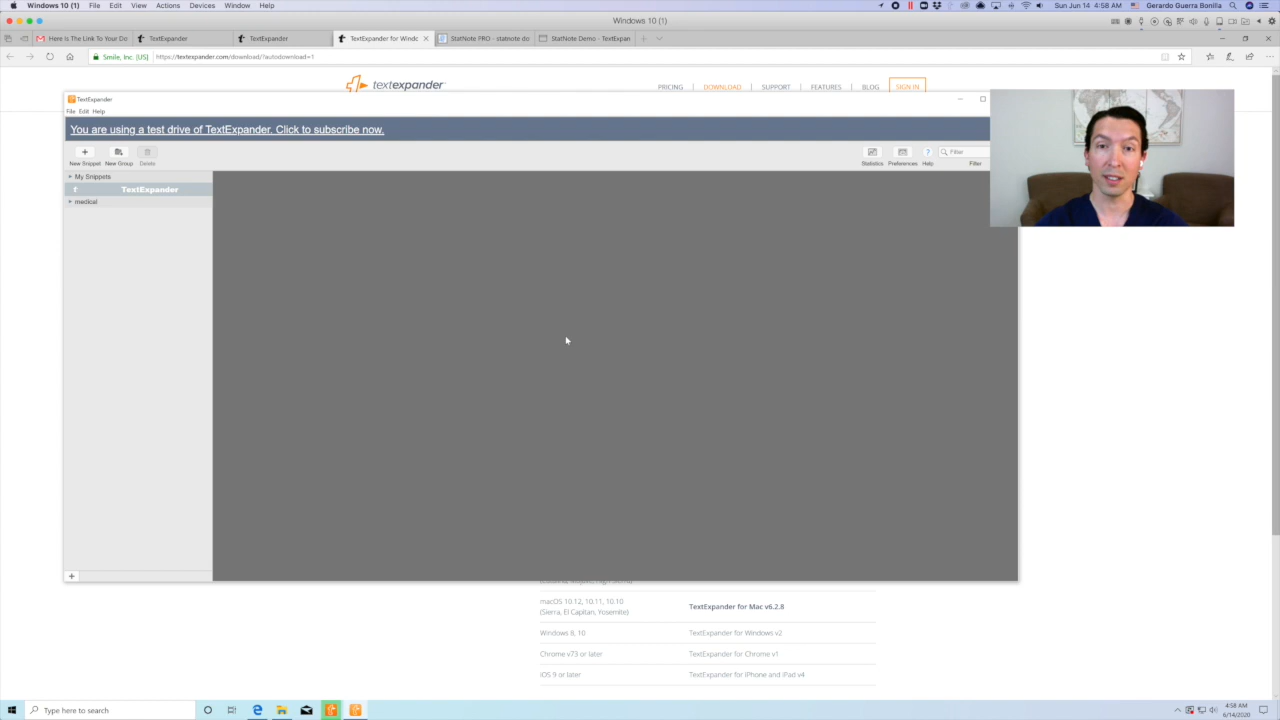 Windows 10 (1) File Edit View Actions Devices Window Help Sun Jun 14 4:58 AM Gerardo Guerra Bonilla
Windows 10 (1)
Here Is The Link To Your Do TextExpander TextExpander TextExpander for Windc StatNote PRO - statnote do StatNote Demo - TextExpan
Smile, Inc. [US] https://textexpander.com/download/?autodownload=1
textexpander PRICING DOWNLOAD SUPPORT FEATURES BLOG SIGN IN
TextExpander
File Edit Help
You are using a test drive of TextExpander. Click to subscribe now.
Filter
New Snippet New Group Delete Statistics Preferences Help Filter
My Snippets
TextExpander
medical
macOS 10.12, 10.11, 10.10 TextExpander for Mac v6.2.8
(Sierra, El Capitan, Yosemite)
Windows 8, 10 TextExpander for Windows v2
Chrome v73 or later TextExpander for Chrome v1
iOS 9 or later TextExpander for iPhone and iPad v4
Type here to search 4:58 AM
6/14/2020